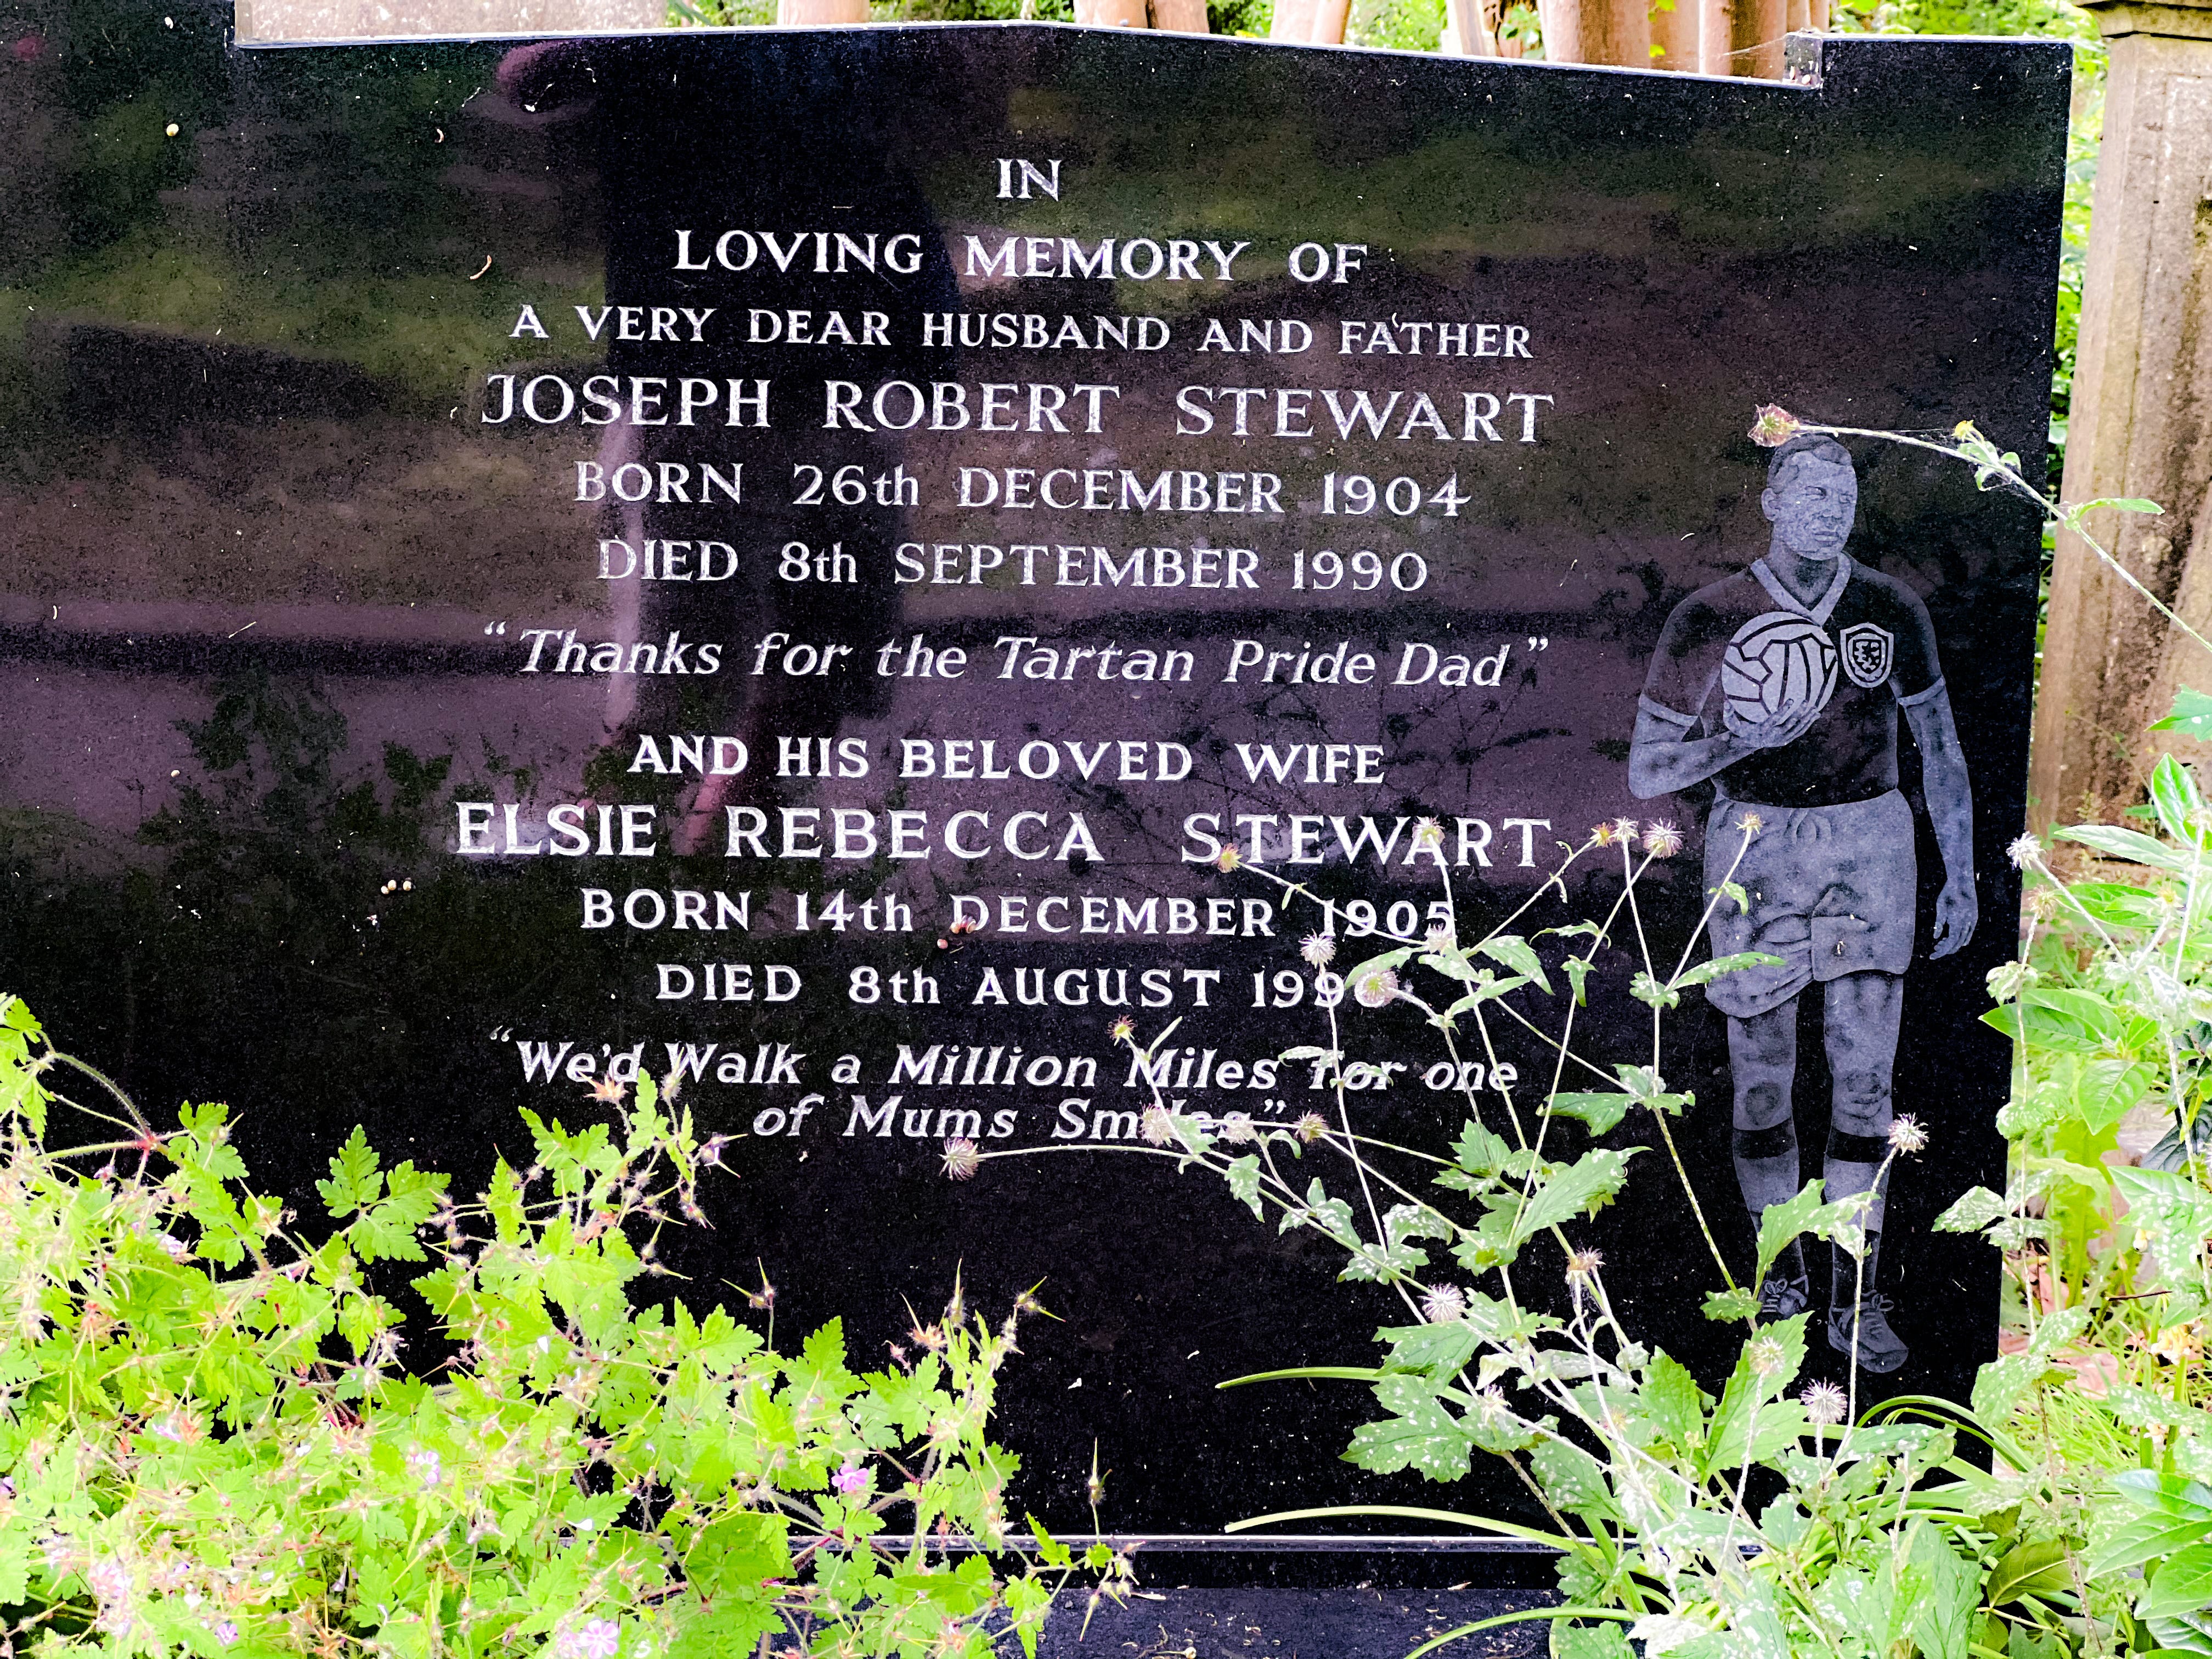 IN
LOVING MEMORY OF
A VERY DEAR HUSBAND AND FATHER
JOSEPH ROBERT STEWART
BORN 26th DECEMBER 1904
DIED 8th SEPTEMBER 1990
"Thanks for the Tartan Pride Dad"
AND HIS BELOVED WIFE
ELSIE REBECCA STEWART
BORN 14th DECEMBER 1905
DIED 8th AUGUST
"We'd Walk a Million Miles for one
of Mums Smiles"